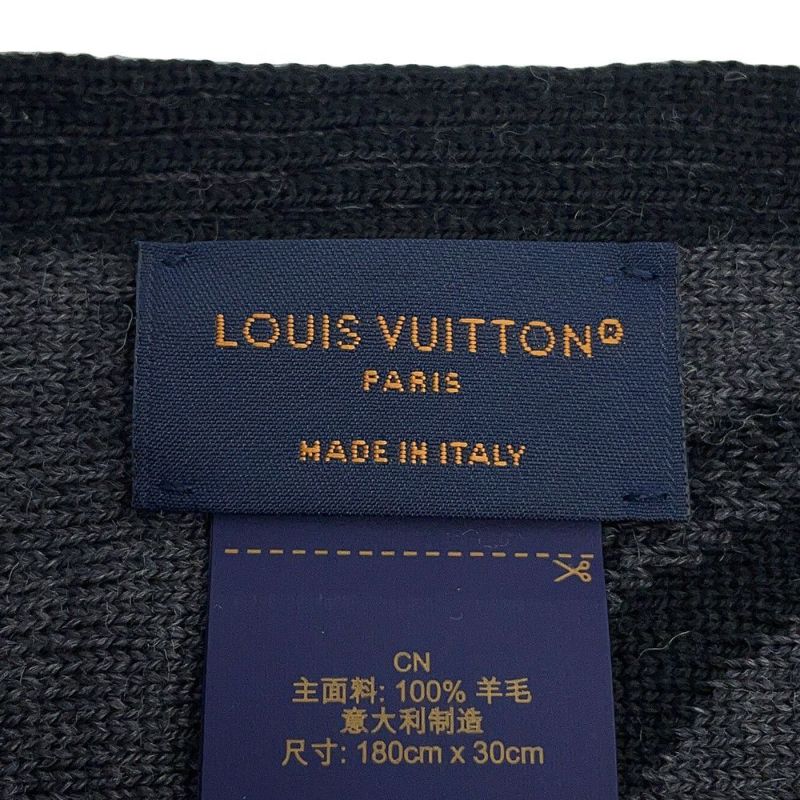 LOUIS VUITTON®
PARIS
MADE IN ITALY
CN
主面料: 100% 羊毛
意大利制造
尺寸: 180cm x 30cm